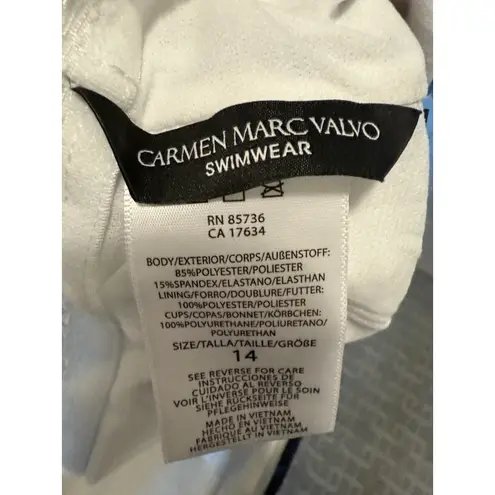 CARMEN MARC VALVO
SWIMWEAR
RN 85736
CA 17634
BODY/EXTERIOR/CORPS/AUßENSTOFF:
85%POLYESTER/POLIESTER
15%SPANDEX/ELASTANO/ELASTHAN
LINING/FORRO/DOUBLURE/FUTTER:
100%POLYESTER/POLIESTER
CUPS/COPAS/BONNET/KÖRBCHEN:
100%POLYURETHANE/POLIURETANO/
POLYURETHAN
SIZE/TALLA/TAILLE/GRÖßE
14
SEE REVERSE FOR CARE
INSTRUCCIONES DE
CUIDADO AL REVERSO
VOIR L'INVERSE POUR LE SOIN
SIEHE RÜCKSEITE FÜR
PFLEGEHINWEISE
MADE IN VIETNAM
HECHO EN VIETNAM
FABRIQUÉ AU VIETNAM
HERGESTELLT IN VIETNAM